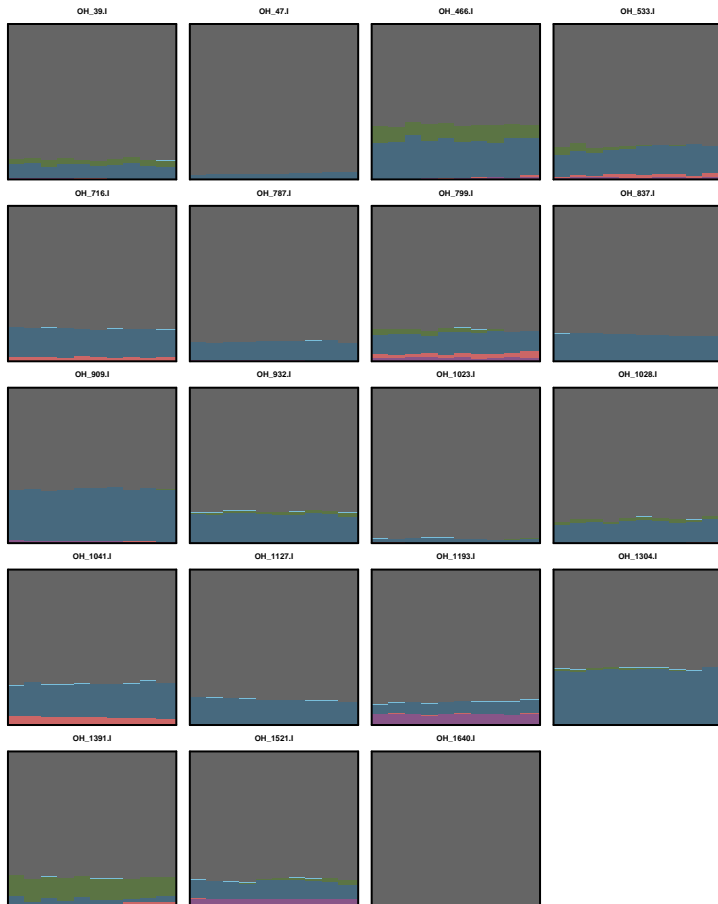 OH_39.I OH_47.I OH_466.I OH_533.I
OH_716.I OH_787.I OH_799.I OH_837.I
OH_909.I OH_932.I OH_1023.I OH_1028.I
OH_1041.I OH_1127.I OH_1193.I OH_1304.I
OH_1391.I OH_1521.I OH_1640.I